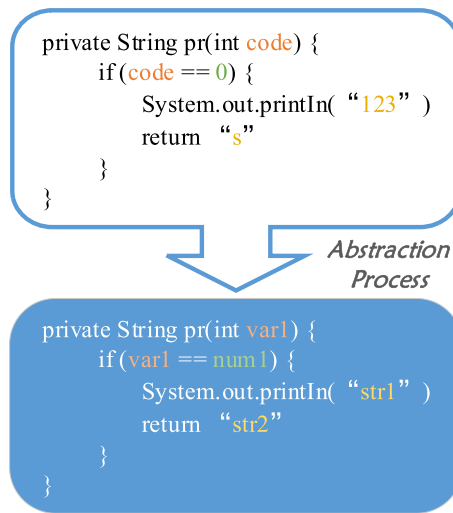 private String pr(int code) {
if (code == 0) {
System.out.printIn( “123” )
return “s”
}
}
Abstraction
Process
private String pr(int var1) {
if (var1 == num1) {
System.out.printIn( “str1” )
return “str2”
}
}